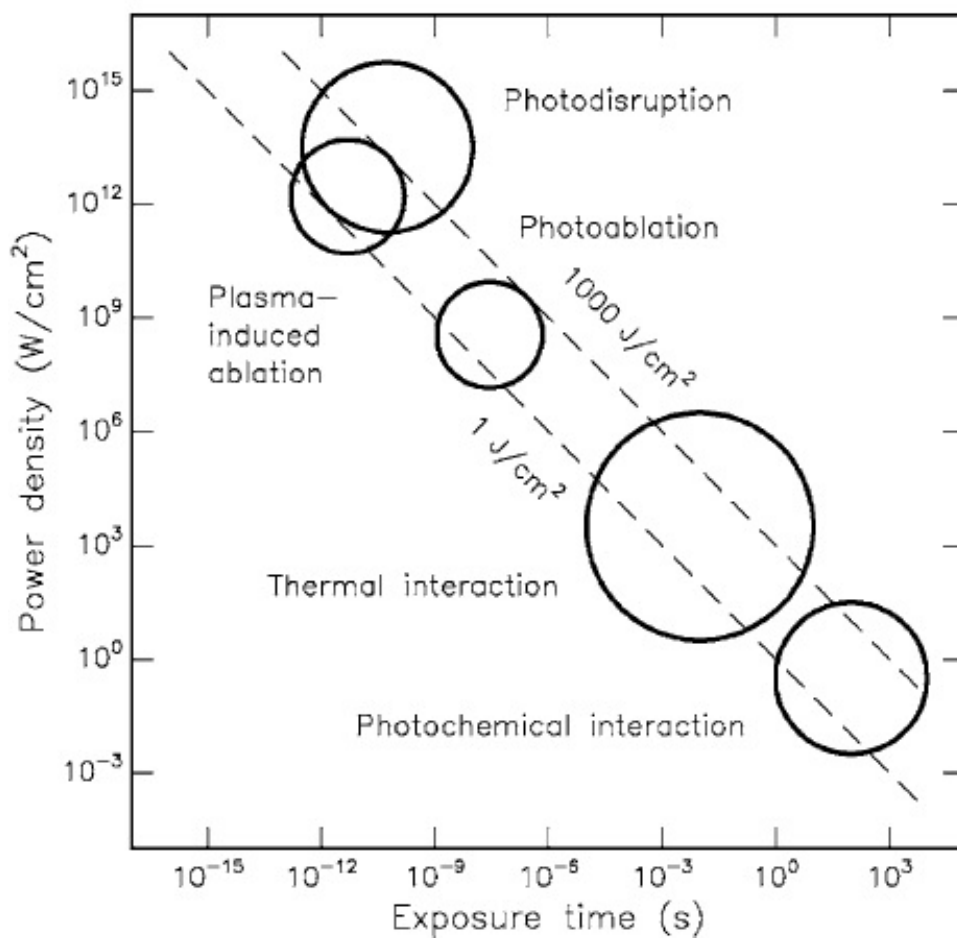 Power density (W/cm²)
10¹⁵
10¹²
10⁹
10⁶
10³
10⁰
10⁻³
Photodisruption
Photoablation
Plasma–
induced
ablation
1000 J/cm²
1 J/cm²
Thermal interaction
Photochemical interaction
10⁻¹⁵
10⁻¹²
10⁻⁹
10⁻⁶
10⁻³
10⁰
10³
Exposure time (s)